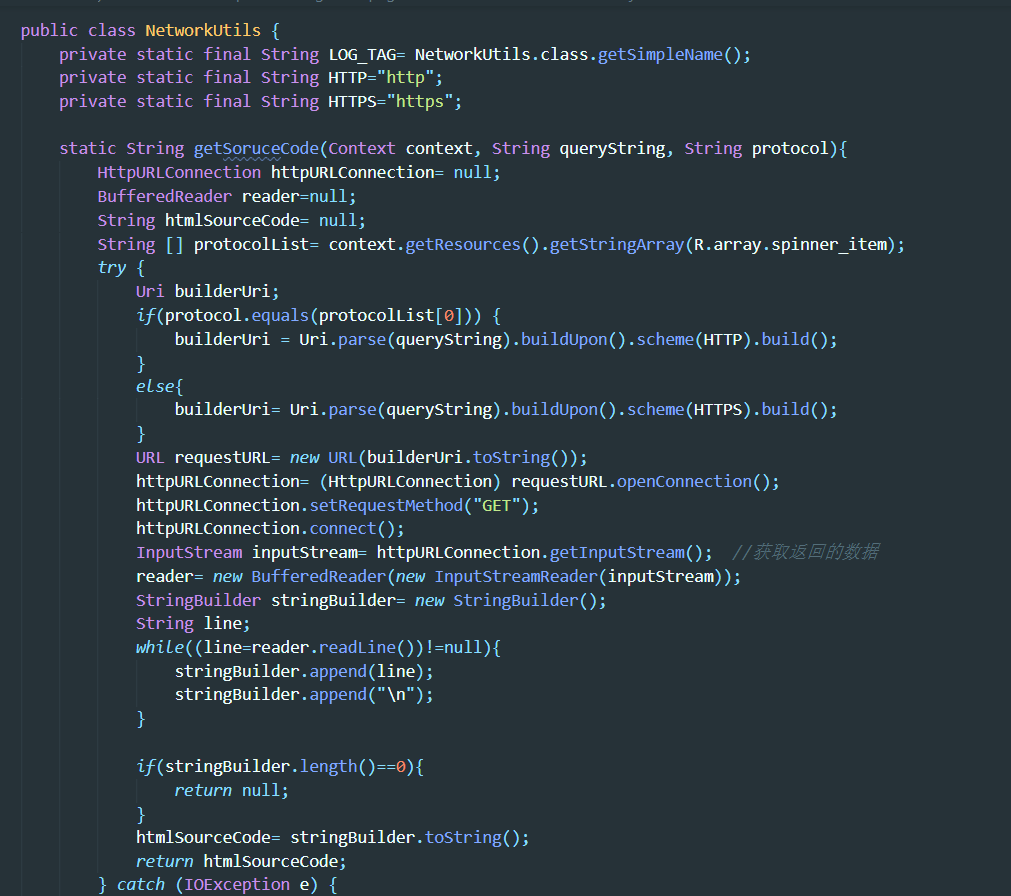 public class NetworkUtils {
    private static final String LOG_TAG= NetworkUtils.class.getSimpleName();
    private static final String HTTP="http";
    private static final String HTTPS="https";

    static String getSoruceCode(Context context, String queryString, String protocol){
        HttpURLConnection httpURLConnection= null;
        BufferedReader reader=null;
        String htmlSourceCode= null;
        String [] protocolList= context.getResources().getStringArray(R.array.spinner_item);
        try {
            Uri builderUri;
            if(protocol.equals(protocolList[0])) {
                builderUri = Uri.parse(queryString).buildUpon().scheme(HTTP).build();
            }
            else{
                builderUri= Uri.parse(queryString).buildUpon().scheme(HTTPS).build();
            }
            URL requestURL= new URL(builderUri.toString());
            httpURLConnection= (HttpURLConnection) requestURL.openConnection();
            httpURLConnection.setRequestMethod("GET");
            httpURLConnection.connect();
            InputStream inputStream= httpURLConnection.getInputStream();  //获取返回的数据
            reader= new BufferedReader(new InputStreamReader(inputStream));
            StringBuilder stringBuilder= new StringBuilder();
            String line;
            while((line=reader.readLine())!=null){
                stringBuilder.append(line);
                stringBuilder.append("\n");
            }

            if(stringBuilder.length()==0){
                return null;
            }
            htmlSourceCode= stringBuilder.toString();
            return htmlSourceCode;
        } catch (IOException e) {